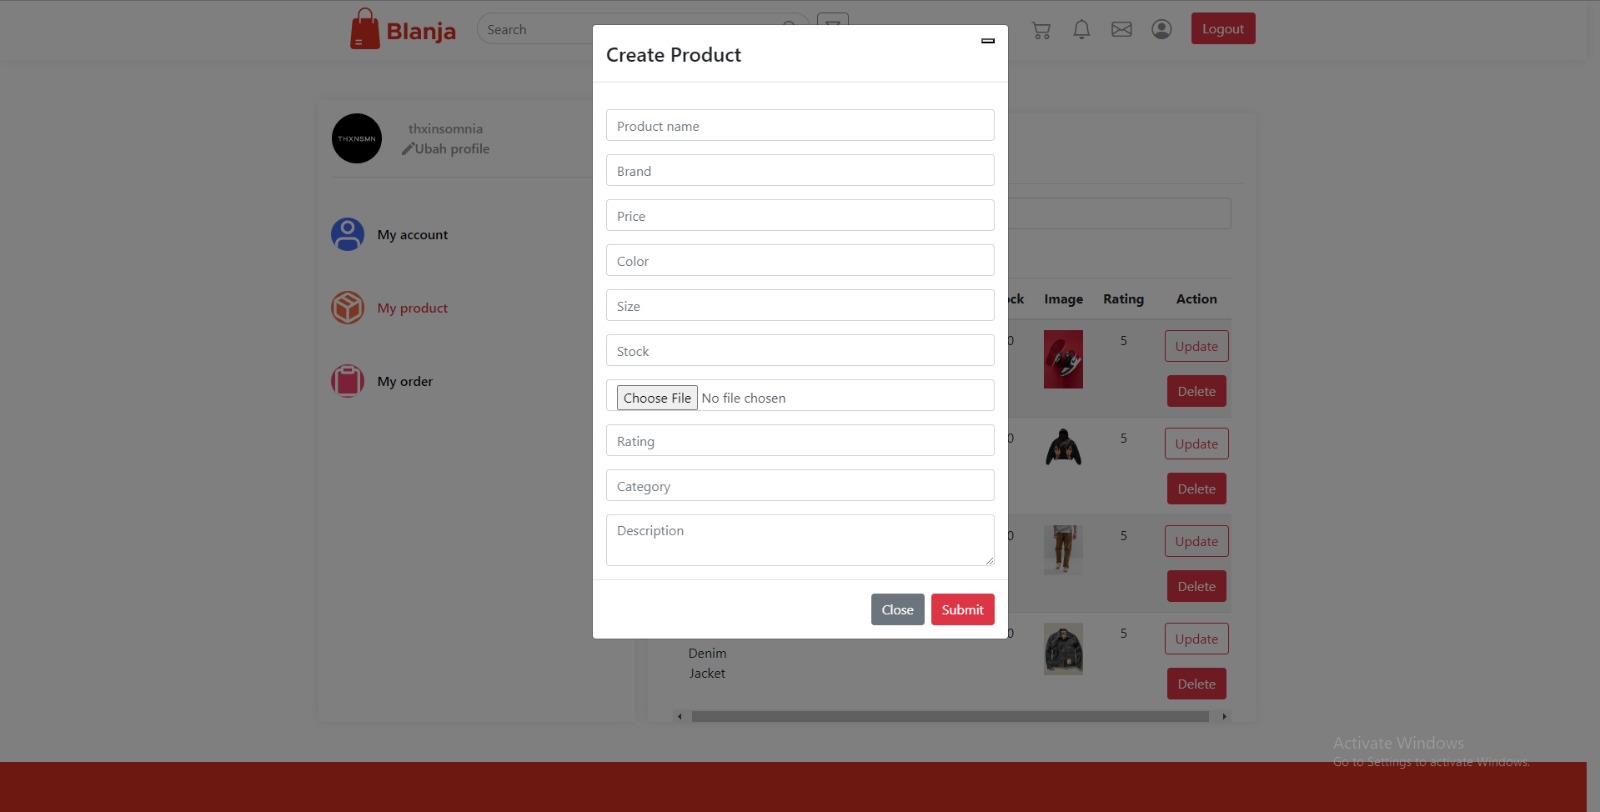 Blanja
Search
Logout
Create Product
thxinsomnia
THXNSMN
Ubah profile
Product name
Brand
Price
My account
Color
ck Image Rating Action
My product
Size
0 5 Update
Stock
Delete
My order
Choose File No file chosen
0 5 Update
Rating
Category
Delete
Description
0 5 Update
Delete
Close Submit
0 5 Update
Denim
Jacket
Delete
Activate Windows
Go to Settings to activate Windows.